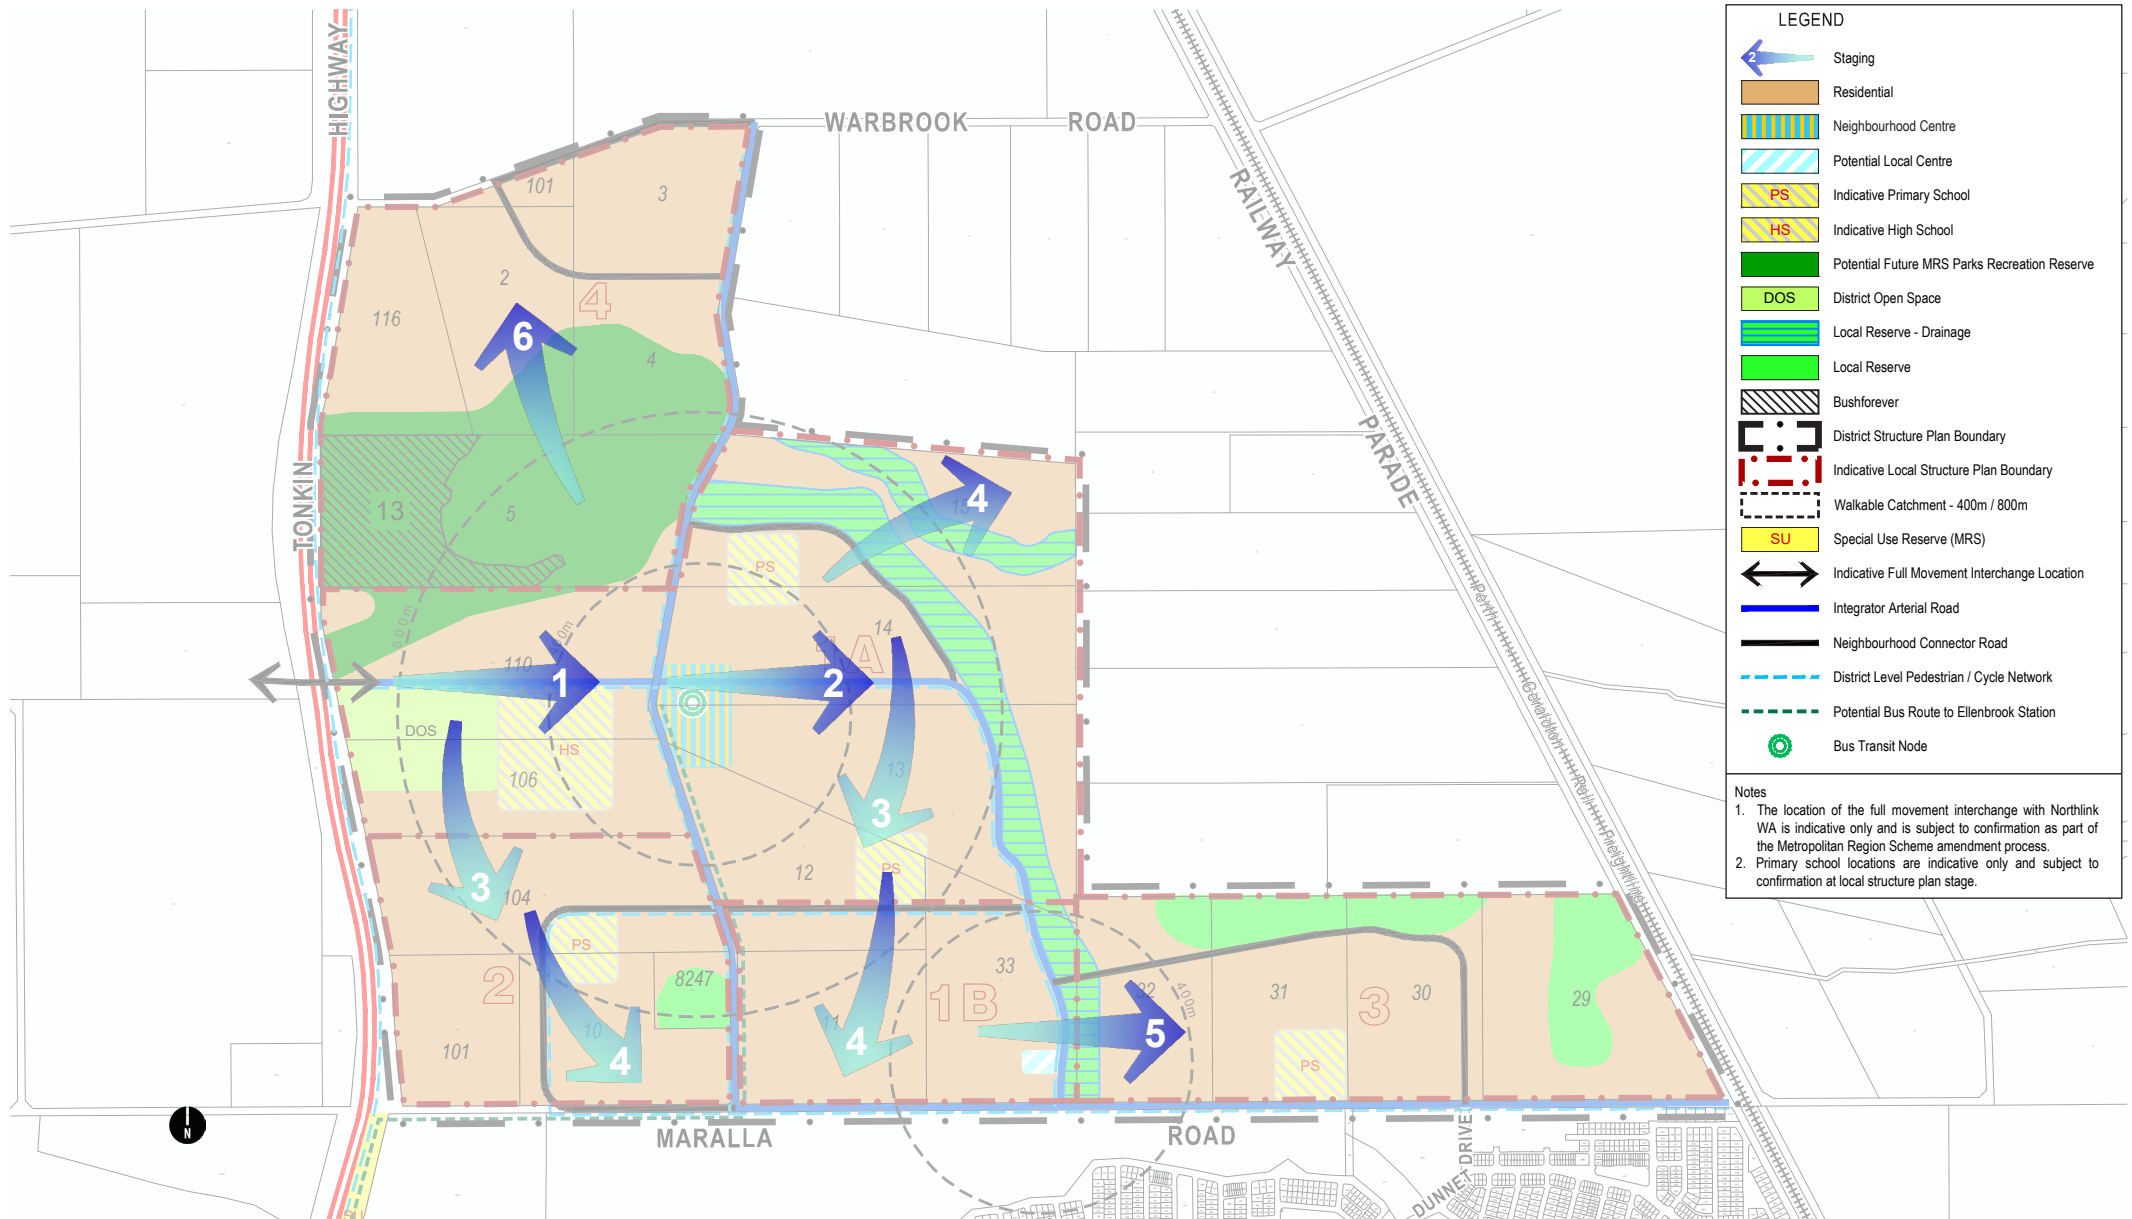 LEGEND
2
Staging
Residential
Neighbourhood Centre
Potential Local Centre
PS
Indicative Primary School
HS
Indicative High School
Potential Future MRS Parks Recreation Reserve
DOS
District Open Space
Local Reserve - Drainage
Local Reserve
Bushforever
District Structure Plan Boundary
Indicative Local Structure Plan Boundary
Walkable Catchment - 400m / 800m
SU
Special Use Reserve (MRS)
Indicative Full Movement Interchange Location
Integrator Arterial Road
Neighbourhood Connector Road
District Level Pedestrian / Cycle Network
Potential Bus Route to Ellenbrook Station
Bus Transit Node
Notes
1. The location of the full movement interchange with Northlink
WA is indicative only and is subject to confirmation as part of
the Metropolitan Region Scheme amendment process.
2. Primary school locations are indicative only and subject to
confirmation at local structure plan stage.
HIGHWAY
WARBROOK ROAD
RAILWAY
PARADE
TONKIN
101
3
2
4
116
6
4
13
5
4
15
PS
800m
14
1A
110
1
2
DOS
HS
106
13
3
12
PS
3
104
PS
2
8247
33
1B
10
11
4
4
101
32
400m
31
3
30
29
5
PS
N
MARALLA
ROAD
DUNNET DRIVE
SU